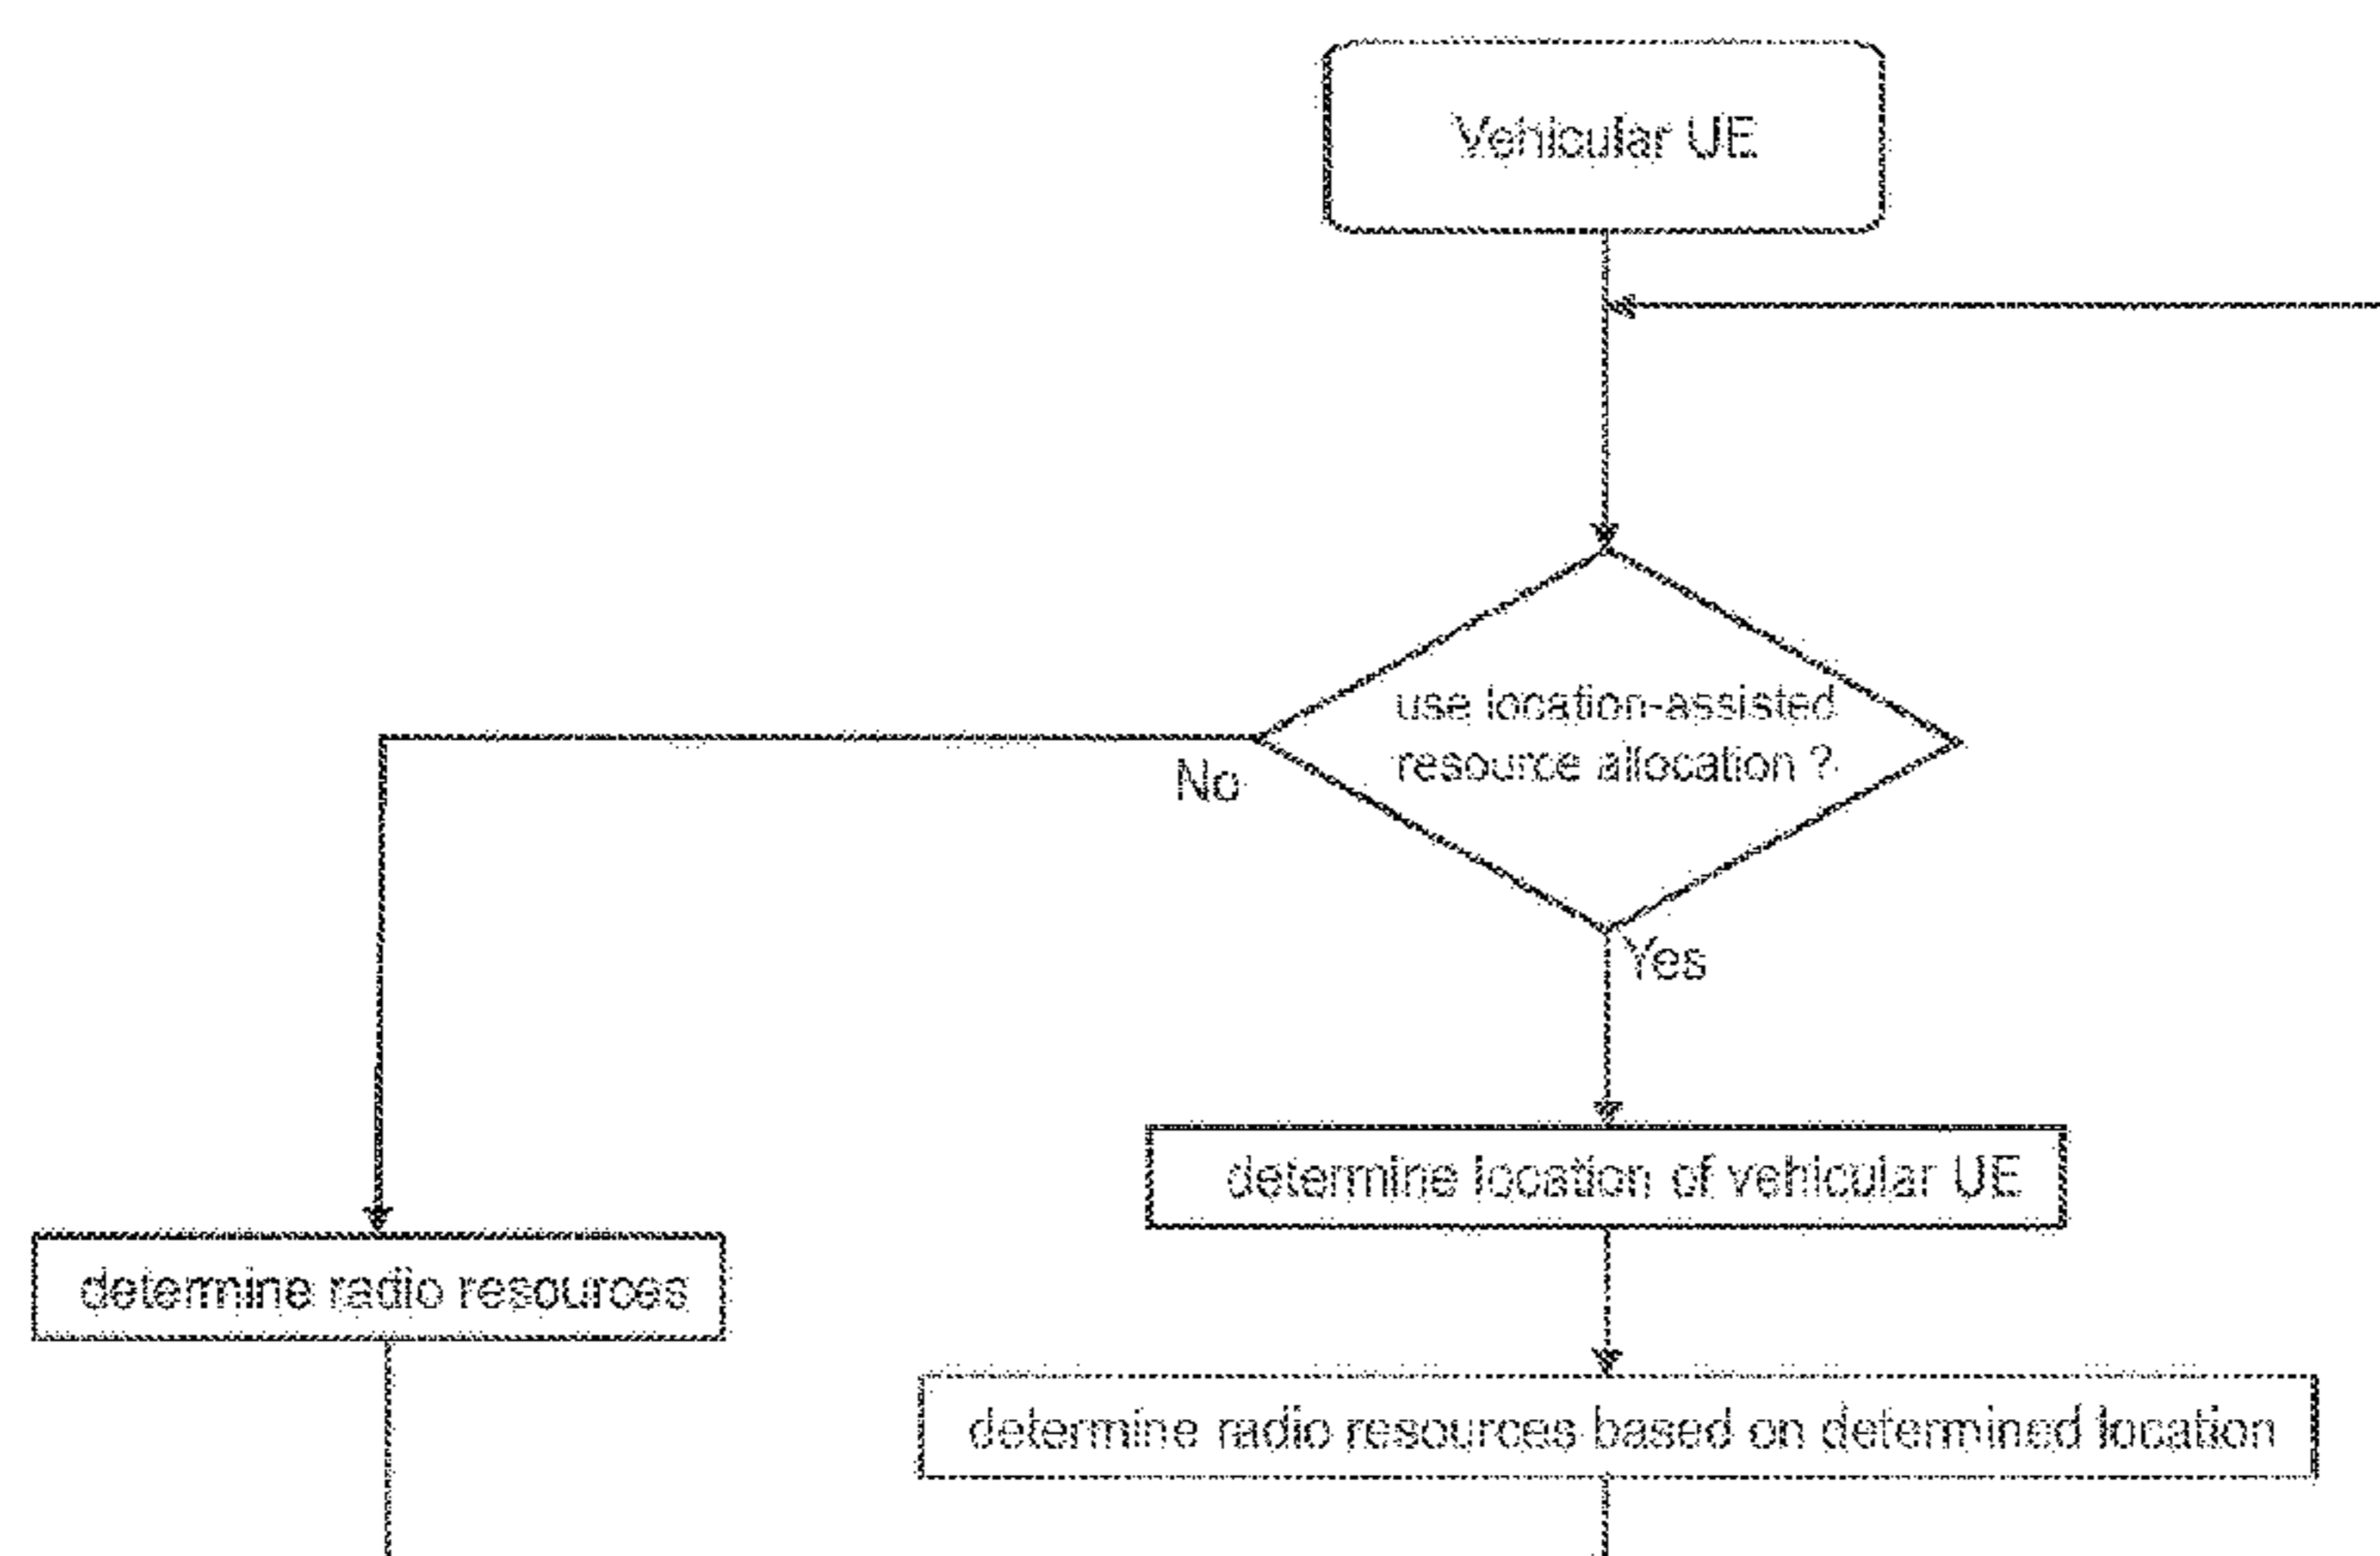 Vehicular UE
use location-assisted
resource allocation ?
No
Yes
determine location of vehicular UE
determine radio resources
determine radio resources based on determined location